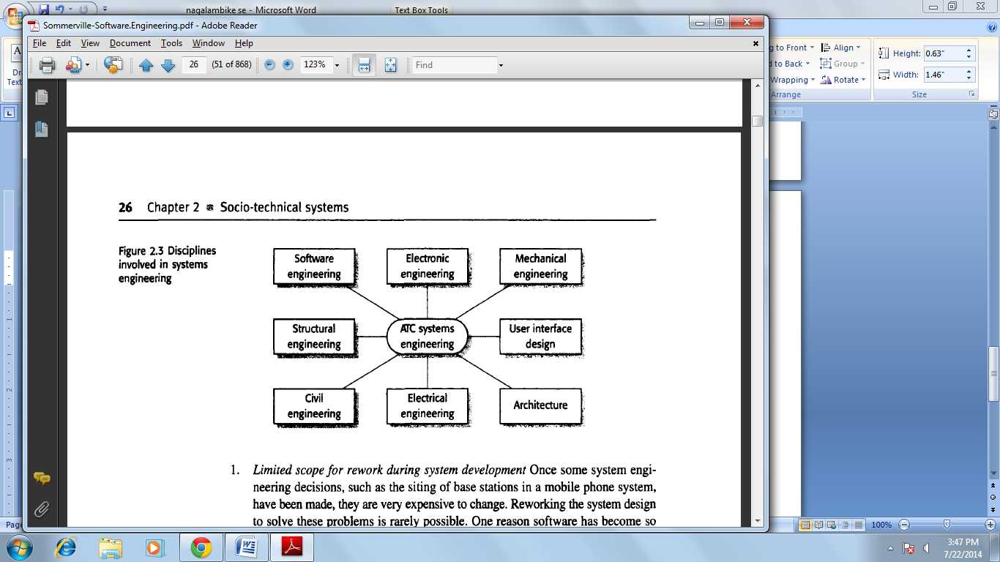 nagalambike se - Microsoft Word
Text Box Tools
Sommerville-Software.Engineering.pdf - Adobe Reader
File Edit View Document Tools Window Help
26 (51 of 868) 123% Find
g to Front Align Height: 0.63"
d to Back Group Width: 1.46"
Wrapping Rotate
Arrange Size
Dr
Text
26 Chapter 2 Socio-technical systems
Figure 2.3 Disciplines
involved in systems
engineering
Software
engineering
Electronic
engineering
Mechanical
engineering
Structural
engineering
ATC systems
engineering
User interface
design
Civil
engineering
Electrical
engineering
Architecture
1. Limited scope for rework during system development Once some system engi-
neering decisions, such as the siting of base stations in a mobile phone system,
have been made, they are very expensive to change. Reworking the system design
to solve these problems is rarely possible. One reason software has become so
Page
100%
3:47 PM
7/22/2014